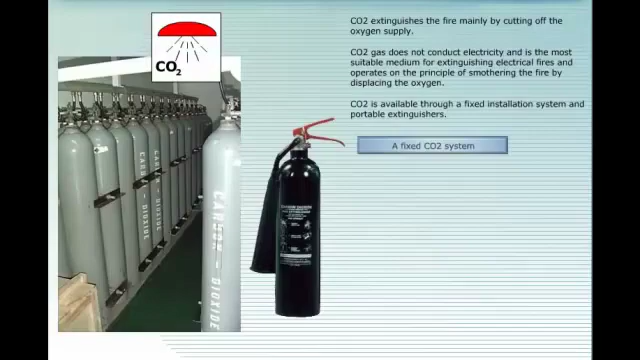 CO2 extinguishes the fire mainly by cutting off the
oxygen supply.
CO2 gas does not conduct electricity and is the most
suitable medium for extinguishing electrical fires and
operates on the principle of smothering the fire by
displacing the oxygen.
CO2 is available through a fixed installation system and
portable extinguishers.
A fixed CO2 system
CO2
CARBON - DIOXIDE
CARBON - DIOXIDE
CARBON - DIOXIDE